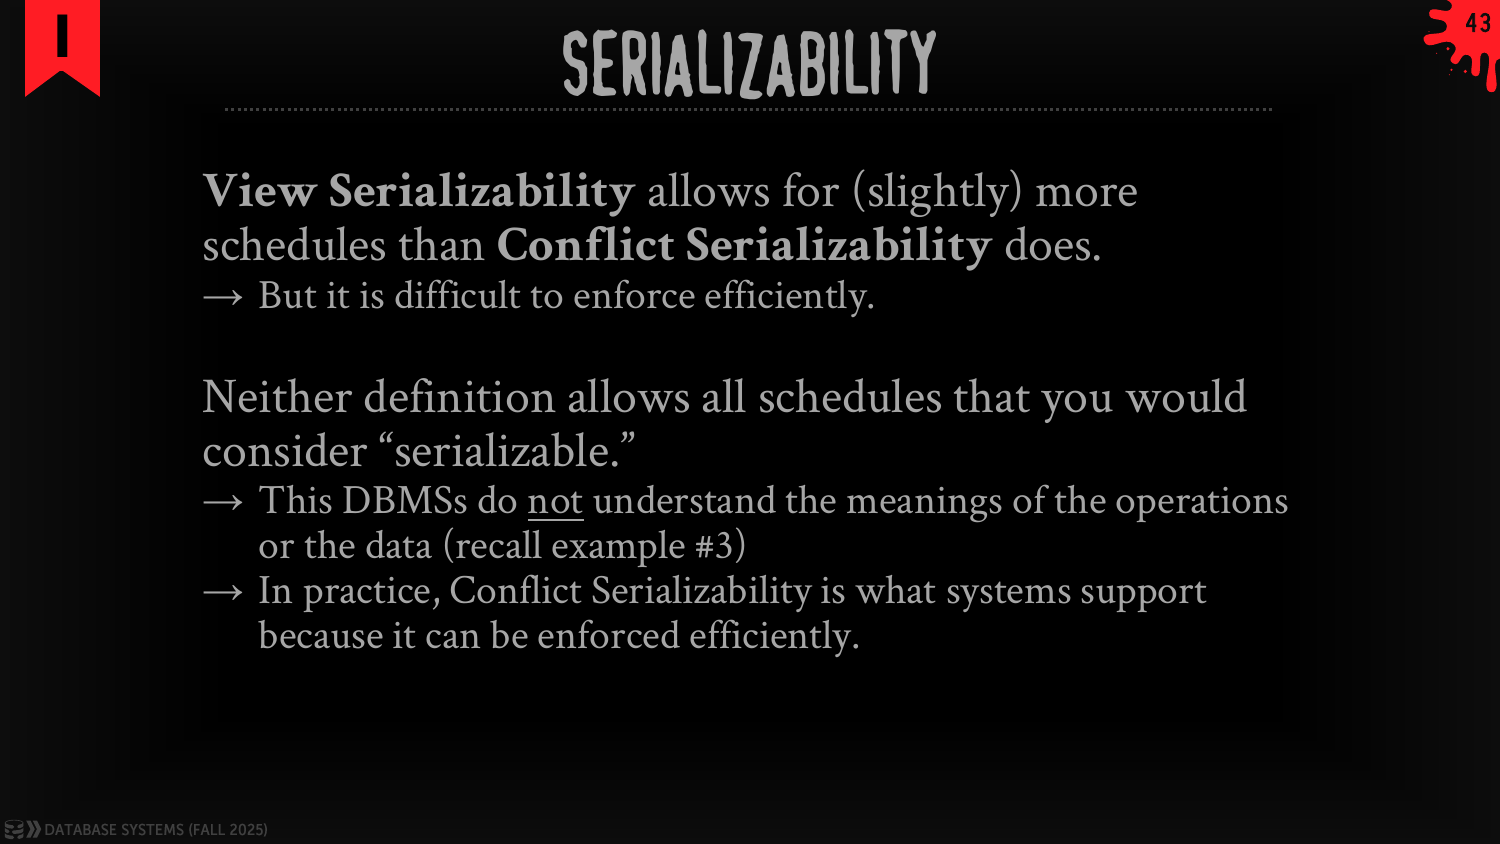 I
SERIALIZABILITY
43
View Serializability allows for (slightly) more
schedules than Conflict Serializability does.
→ But it is difficult to enforce efficiently.
Neither definition allows all schedules that you would
consider “serializable.”
→ This DBMSs do not understand the meanings of the operations
or the data (recall example #3)
→ In practice, Conflict Serializability is what systems support
because it can be enforced efficiently.
DATABASE SYSTEMS (FALL 2025)